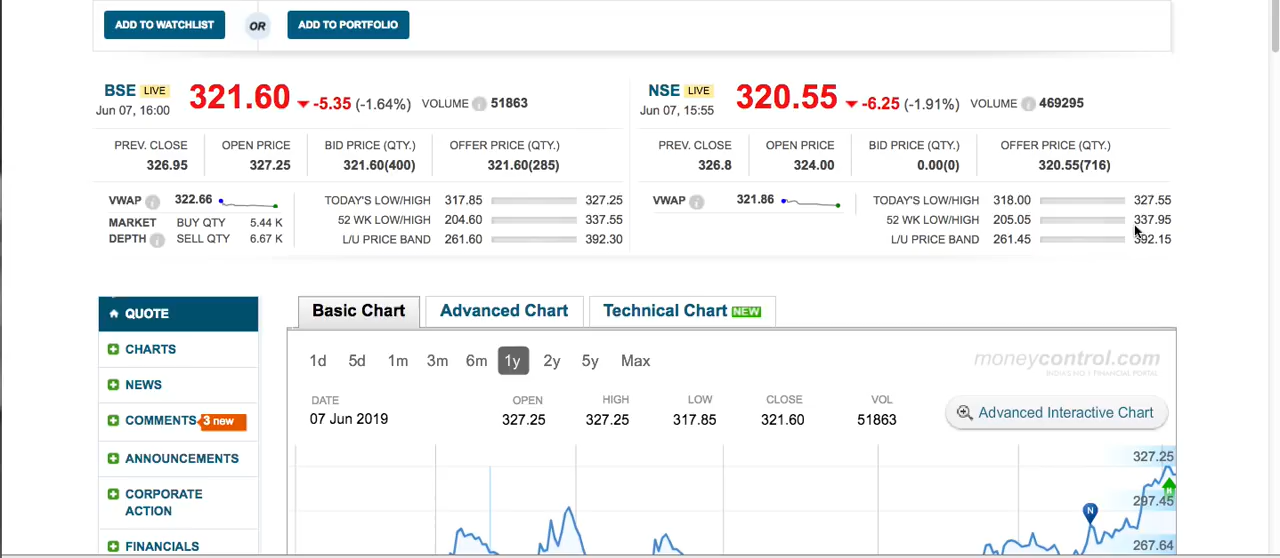 ADD TO WATCHLIST OR ADD TO PORTFOLIO
BSE LIVE 321.60 -5.35 (-1.64%) VOLUME i 51863
Jun 07, 16:00
PREV. CLOSE OPEN PRICE BID PRICE (QTY.) OFFER PRICE (QTY.)
326.95 327.25 321.60(400) 321.60(285)
VWAP i 322.66 TODAY'S LOW/HIGH 317.85 327.25
MARKET BUY QTY 5.44 K 52 WK LOW/HIGH 204.60 337.55
DEPTH i SELL QTY 6.67 K L/U PRICE BAND 261.60 392.30
NSE LIVE 320.55 -6.25 (-1.91%) VOLUME i 469295
Jun 07, 15:55
PREV. CLOSE OPEN PRICE BID PRICE (QTY.) OFFER PRICE (QTY.)
326.8 324.00 0.00(0) 320.55(716)
VWAP i 321.86 TODAY'S LOW/HIGH 318.00 327.55
52 WK LOW/HIGH 205.05 337.95
L/U PRICE BAND 261.45 392.15
QUOTE
CHARTS
NEWS
COMMENTS 3 new
ANNOUNCEMENTS
CORPORATE
ACTION
FINANCIALS
Basic Chart Advanced Chart Technical Chart NEW
1d 5d 1m 3m 6m 1y 2y 5y Max
moneycontrol.com
INDIA'S NO 1 FINANCIAL PORTAL
DATE OPEN HIGH LOW CLOSE VOL
07 Jun 2019 327.25 327.25 317.85 321.60 51863
Advanced Interactive Chart
327.25
297.45
N
267.64